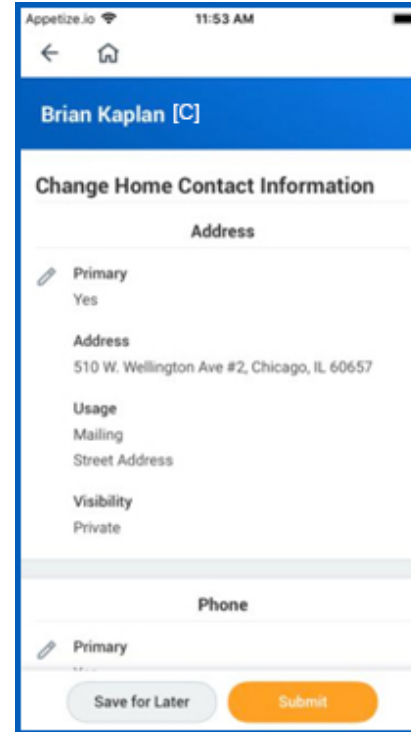 Appetize.io 11:53 AM
Brian Kaplan [C]
Change Home Contact Information
Address
Primary
Yes
Address
510 W. Wellington Ave #2, Chicago, IL 60657
Usage
Mailing
Street Address
Visibility
Private
Phone
Primary
Save for Later Submit